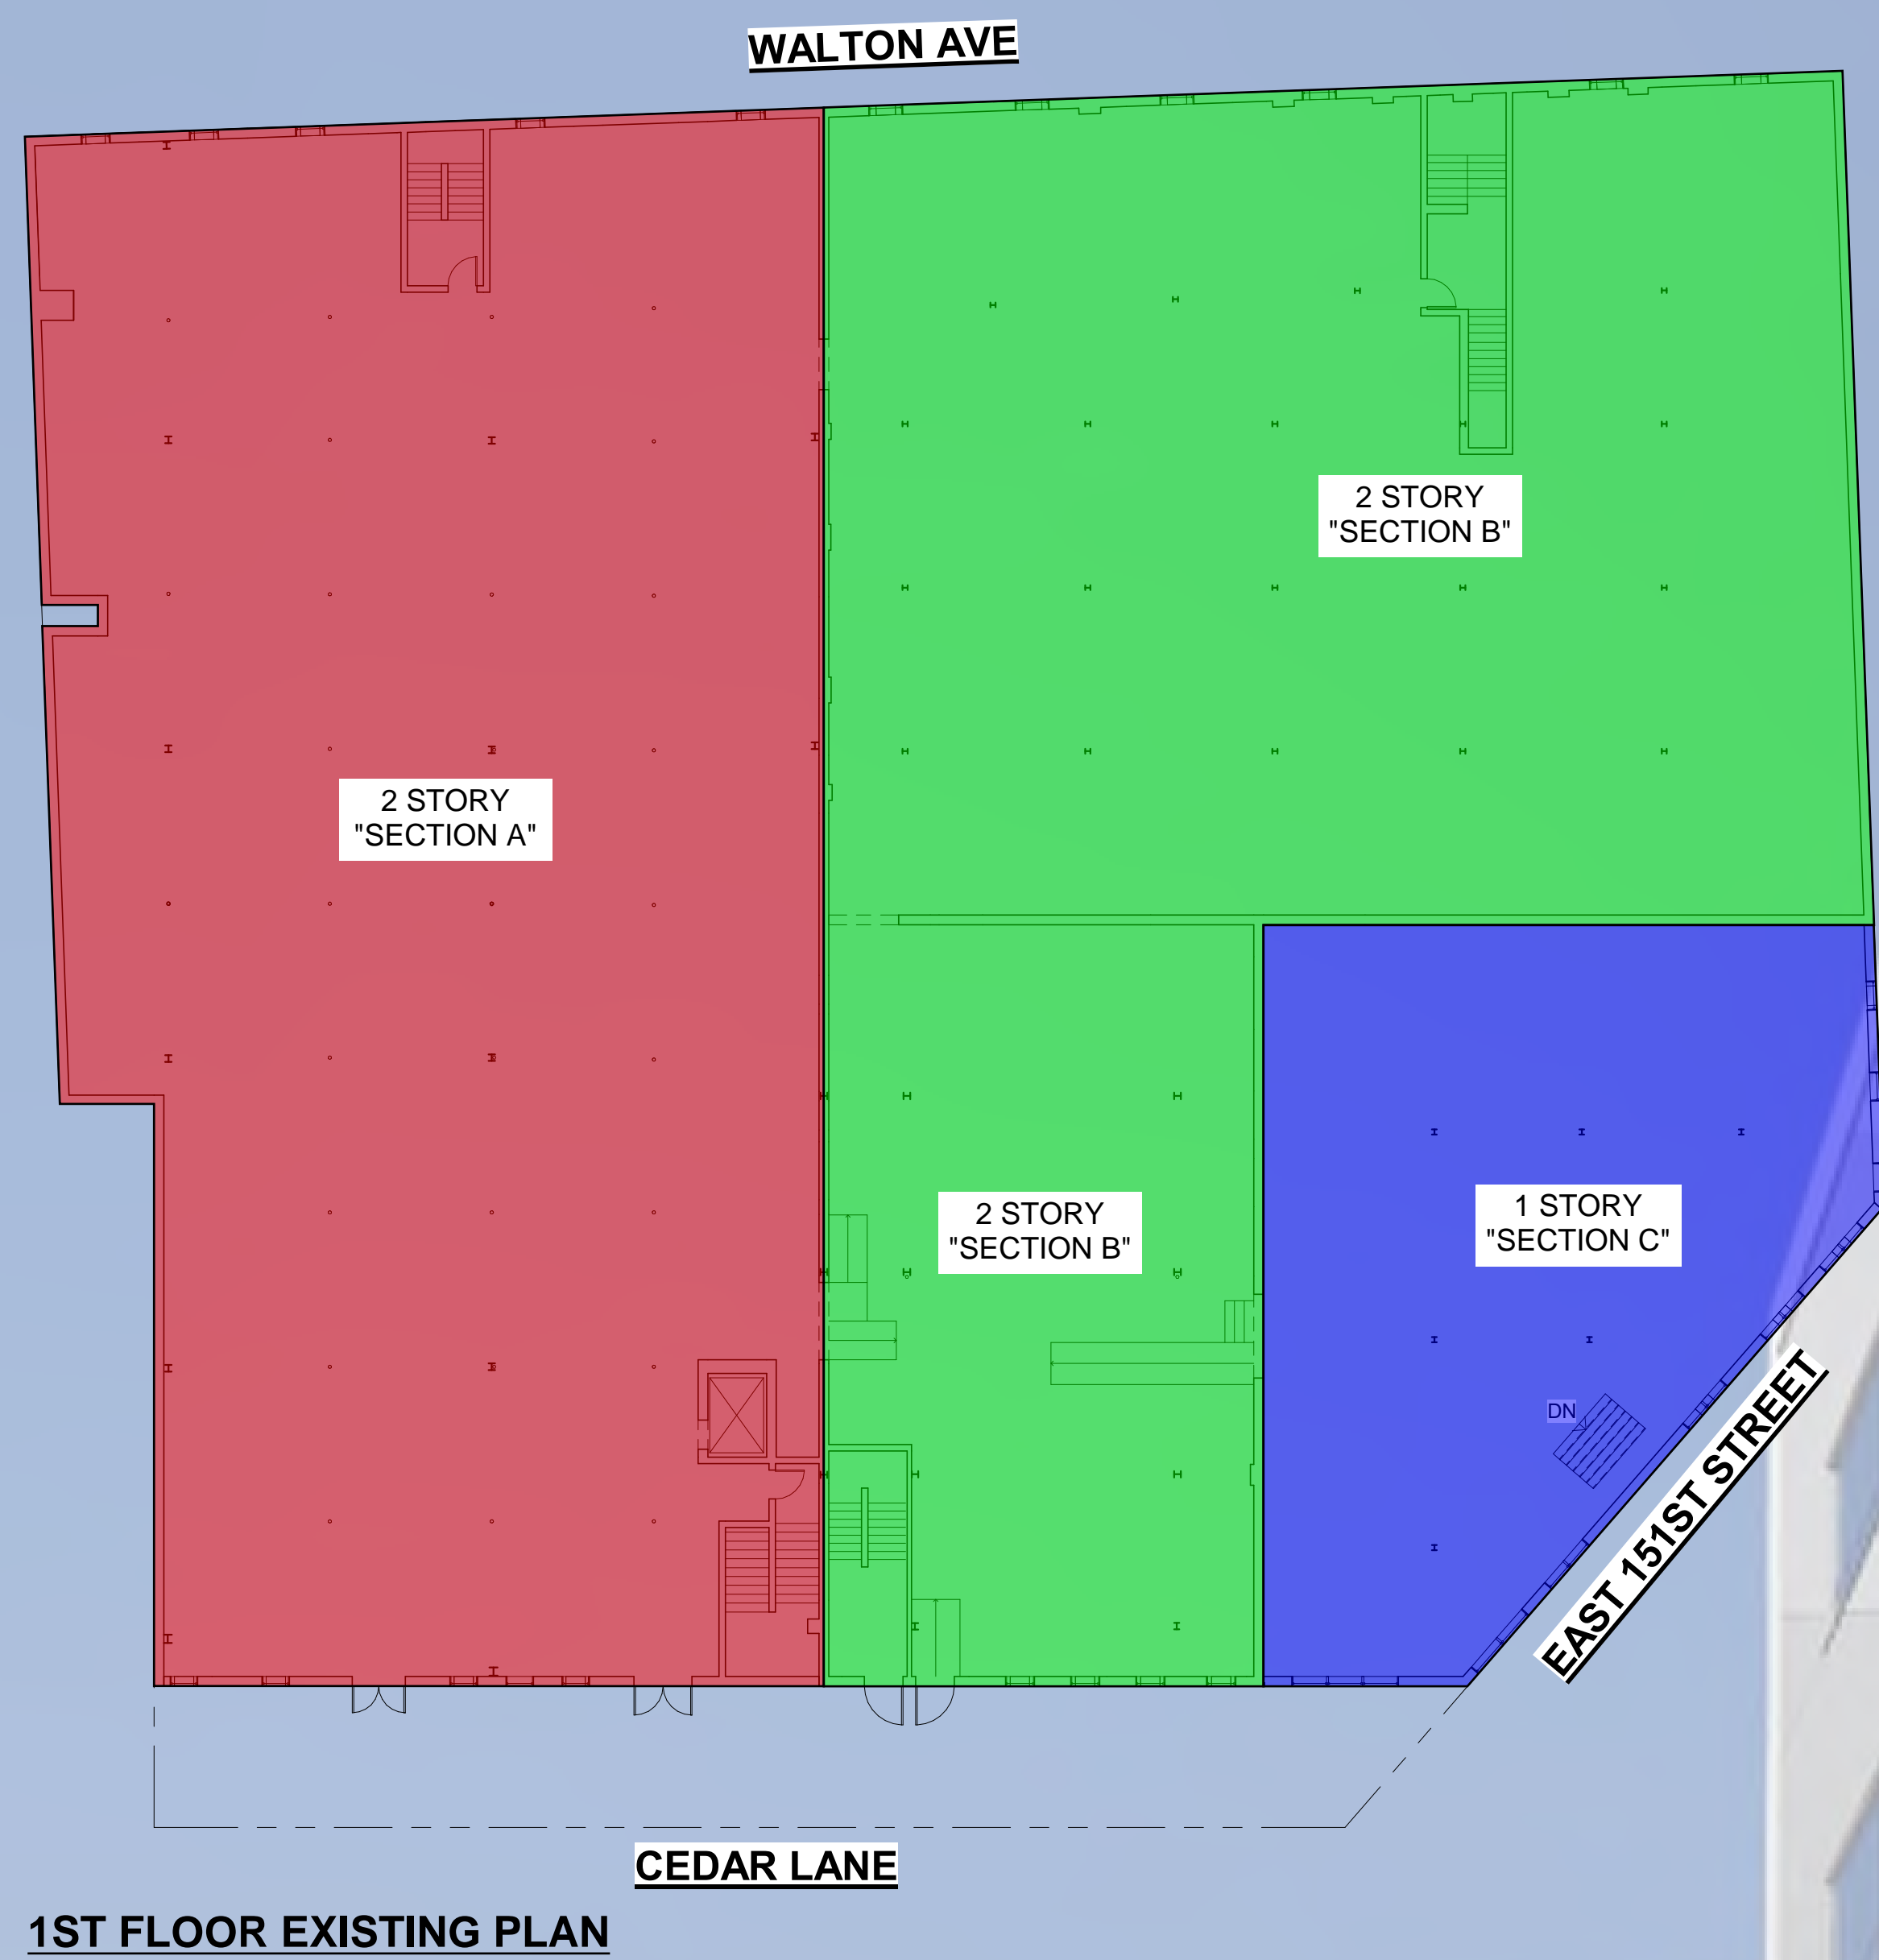 WALTON AVE
2 STORY
"SECTION B"
2 STORY
"SECTION A"
2 STORY
"SECTION B"
1 STORY
"SECTION C"
DN
EAST 151ST STREET
CEDAR LANE
1ST FLOOR EXISTING PLAN